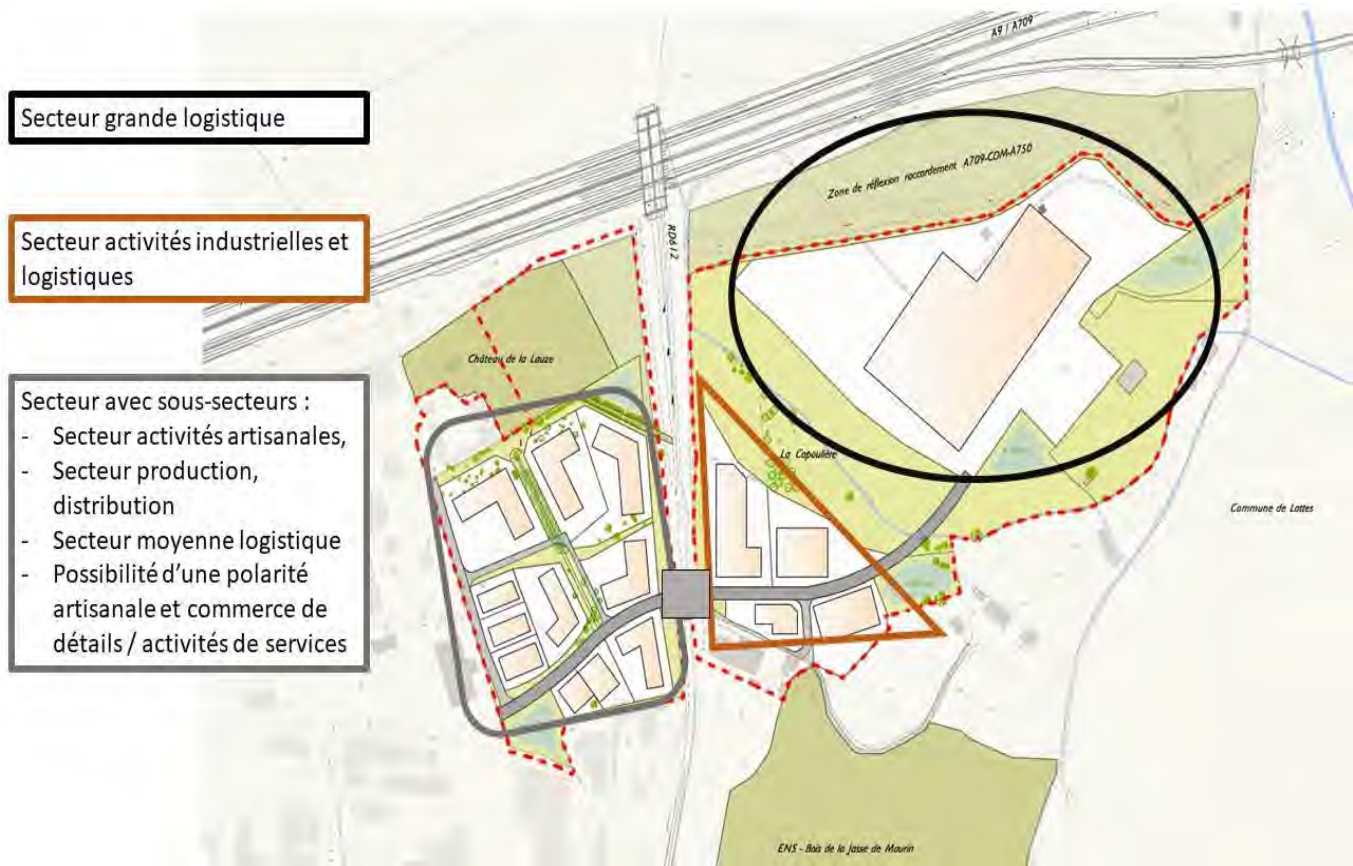 Secteur grande logistique
Secteur activités industrielles et
logistiques
Secteur avec sous-secteurs :
- Secteur activités artisanales,
- Secteur production,
distribution
- Secteur moyenne logistique
- Possibilité d'une polarité
artisanale et commerce de
détails / activités de services
A9 / A709
Zone de réflexion raccordement A709-COM-A750
RD612
Château de la Lauze
La Capoulière
Commune de Lattes
ENS - Bois de la Jasse de Maurin